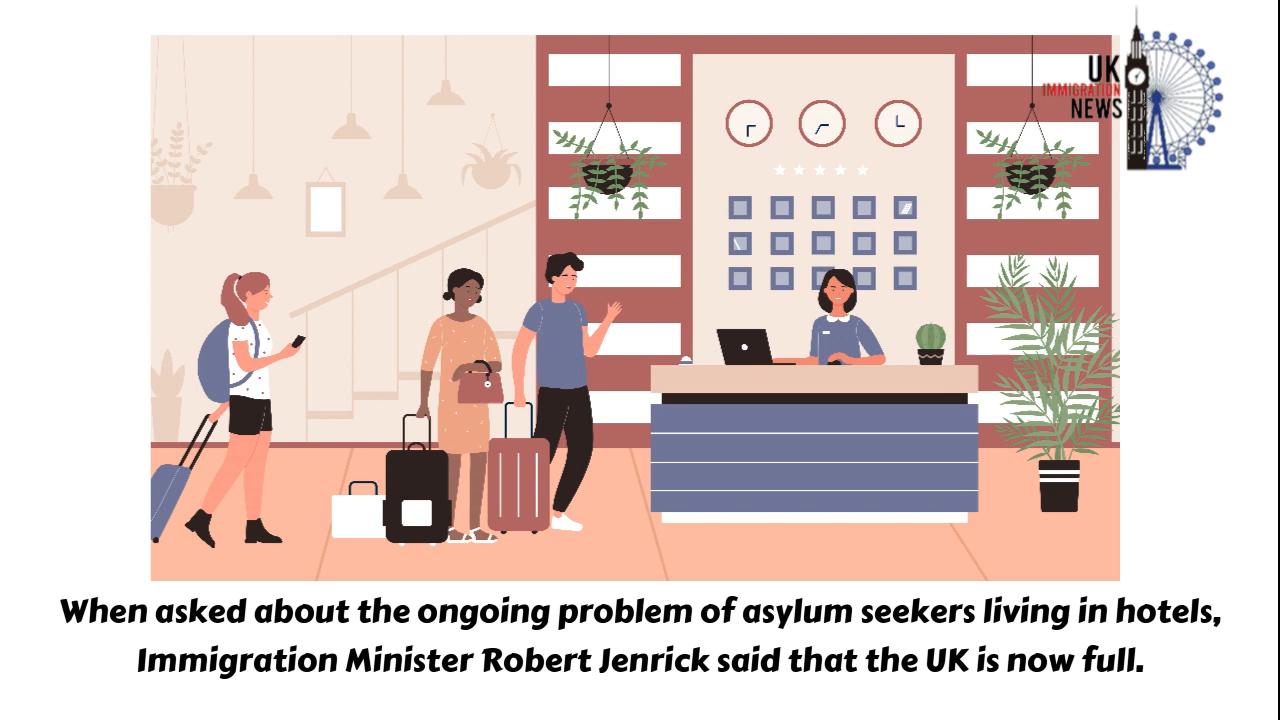 UK
IMMIGRATION
NEWS
When asked about the ongoing problem of asylum seekers living in hotels,
Immigration Minister Robert Jenrick said that the UK is now full.